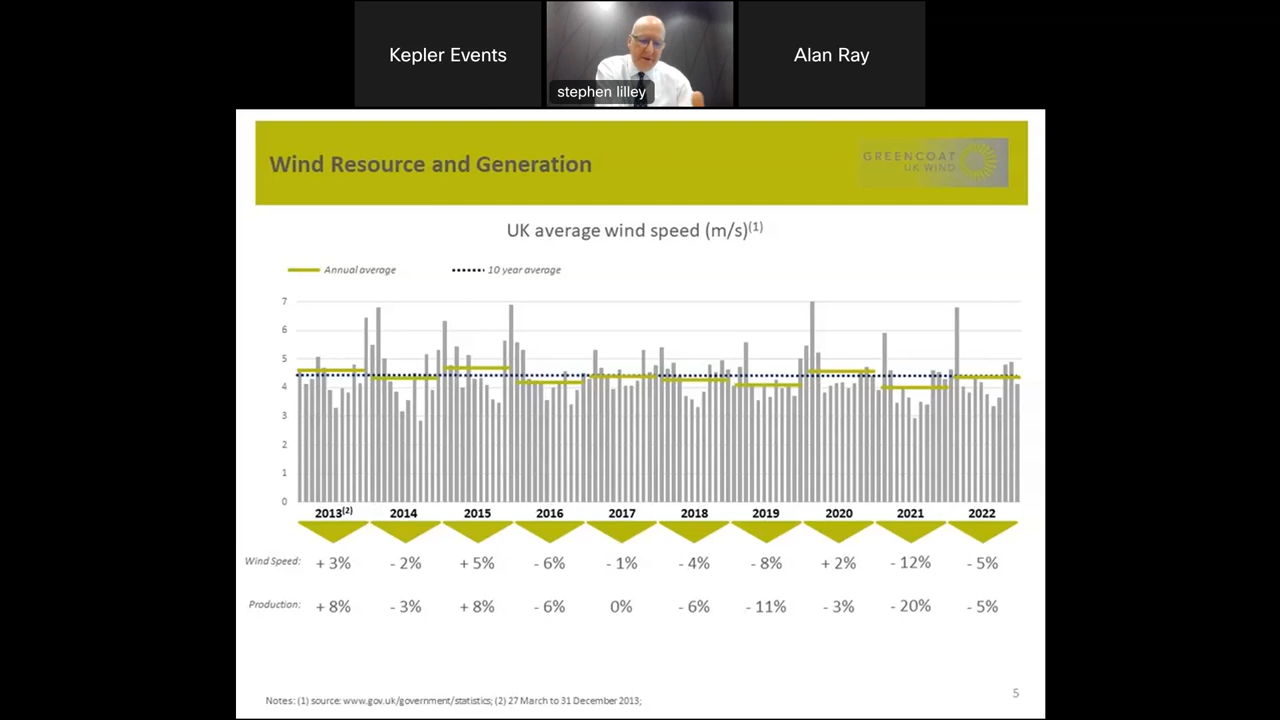 Kepler Events
stephen lilley
Alan Ray
Wind Resource and Generation
GREENCOAT
UK WIND
UK average wind speed (m/s)(1)
Annual average
10 year average
7
6
5
4
3
2
1
0
2013(2) 2014 2015 2016 2017 2018 2019 2020 2021 2022
Wind Speed: + 3% - 2% + 5% - 6% - 1% - 4% - 8% + 2% - 12% - 5%
Production: + 8% - 3% + 8% - 6% 0% - 6% - 11% - 3% - 20% - 5%
Notes: (1) source: www.gov.uk/government/statistics; (2) 27 March to 31 December 2013;
5